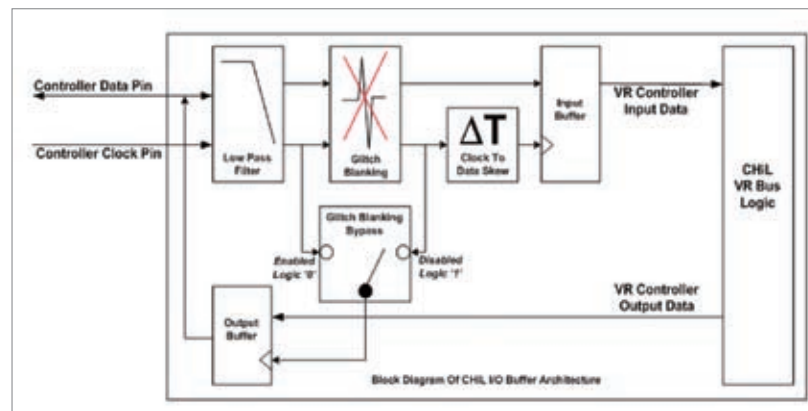 Controller Data Pin
Controller Clock Pin
Low Pass
Filter
Glitch
Blanking
ΔT
Clock To
Data Skew
Input
Buffer
VR Controller
Input Data
CHiL
VR Bus
Logic
Glitch Blanking
Bypass
Enabled
Logic '0'
Disabled
Logic '1'
Output
Buffer
VR Controller
Output Data
Block Diagram Of CHiL I/O Buffer Architecture